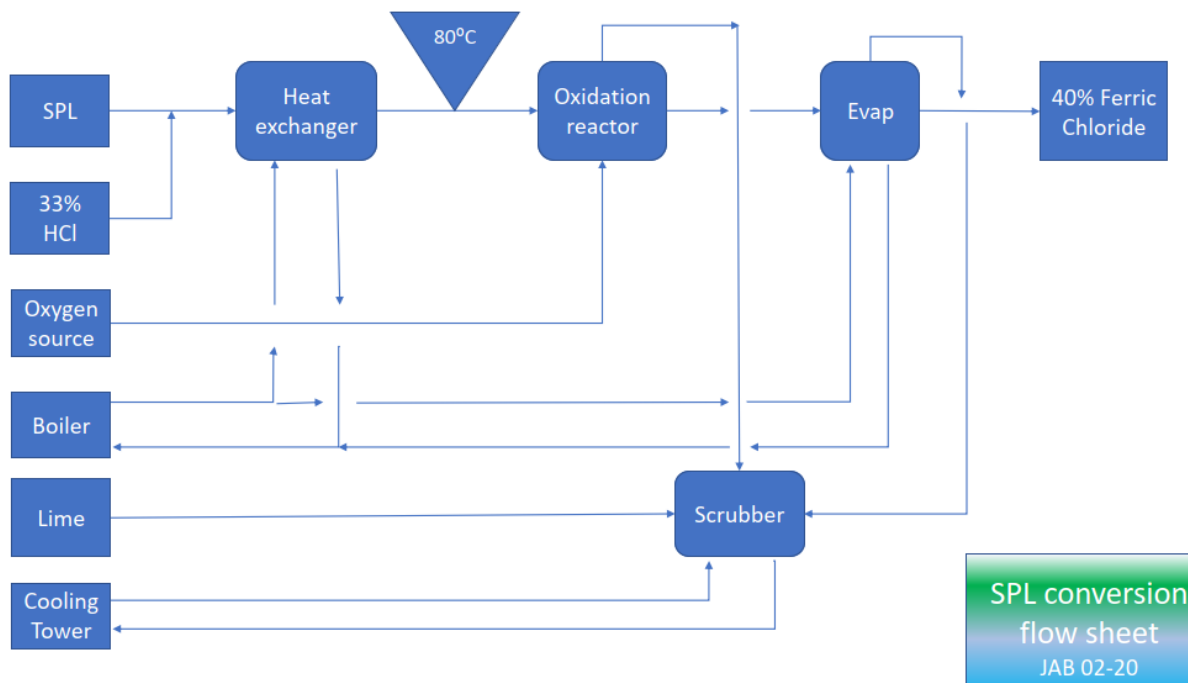 80⁰C
SPL
Heat
exchanger
Oxidation
reactor
Evap
40% Ferric
Chloride
33%
HCl
Oxygen
source
Boiler
Lime
Scrubber
Cooling
Tower
SPL conversion
flow sheet
JAB 02-20